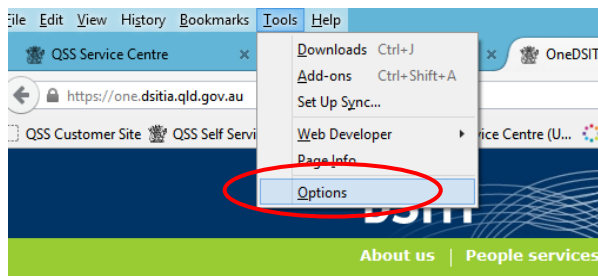 File Edit View History Bookmarks Tools Help
QSS Service Centre × × OneDSIT
Downloads Ctrl+J
Add-ons Ctrl+Shift+A
Set Up Sync...
Web Developer
Page Info
Options
https://one.dsitia.qld.gov.au
QSS Customer Site QSS Self Servi vice Centre (U...
About us | People services